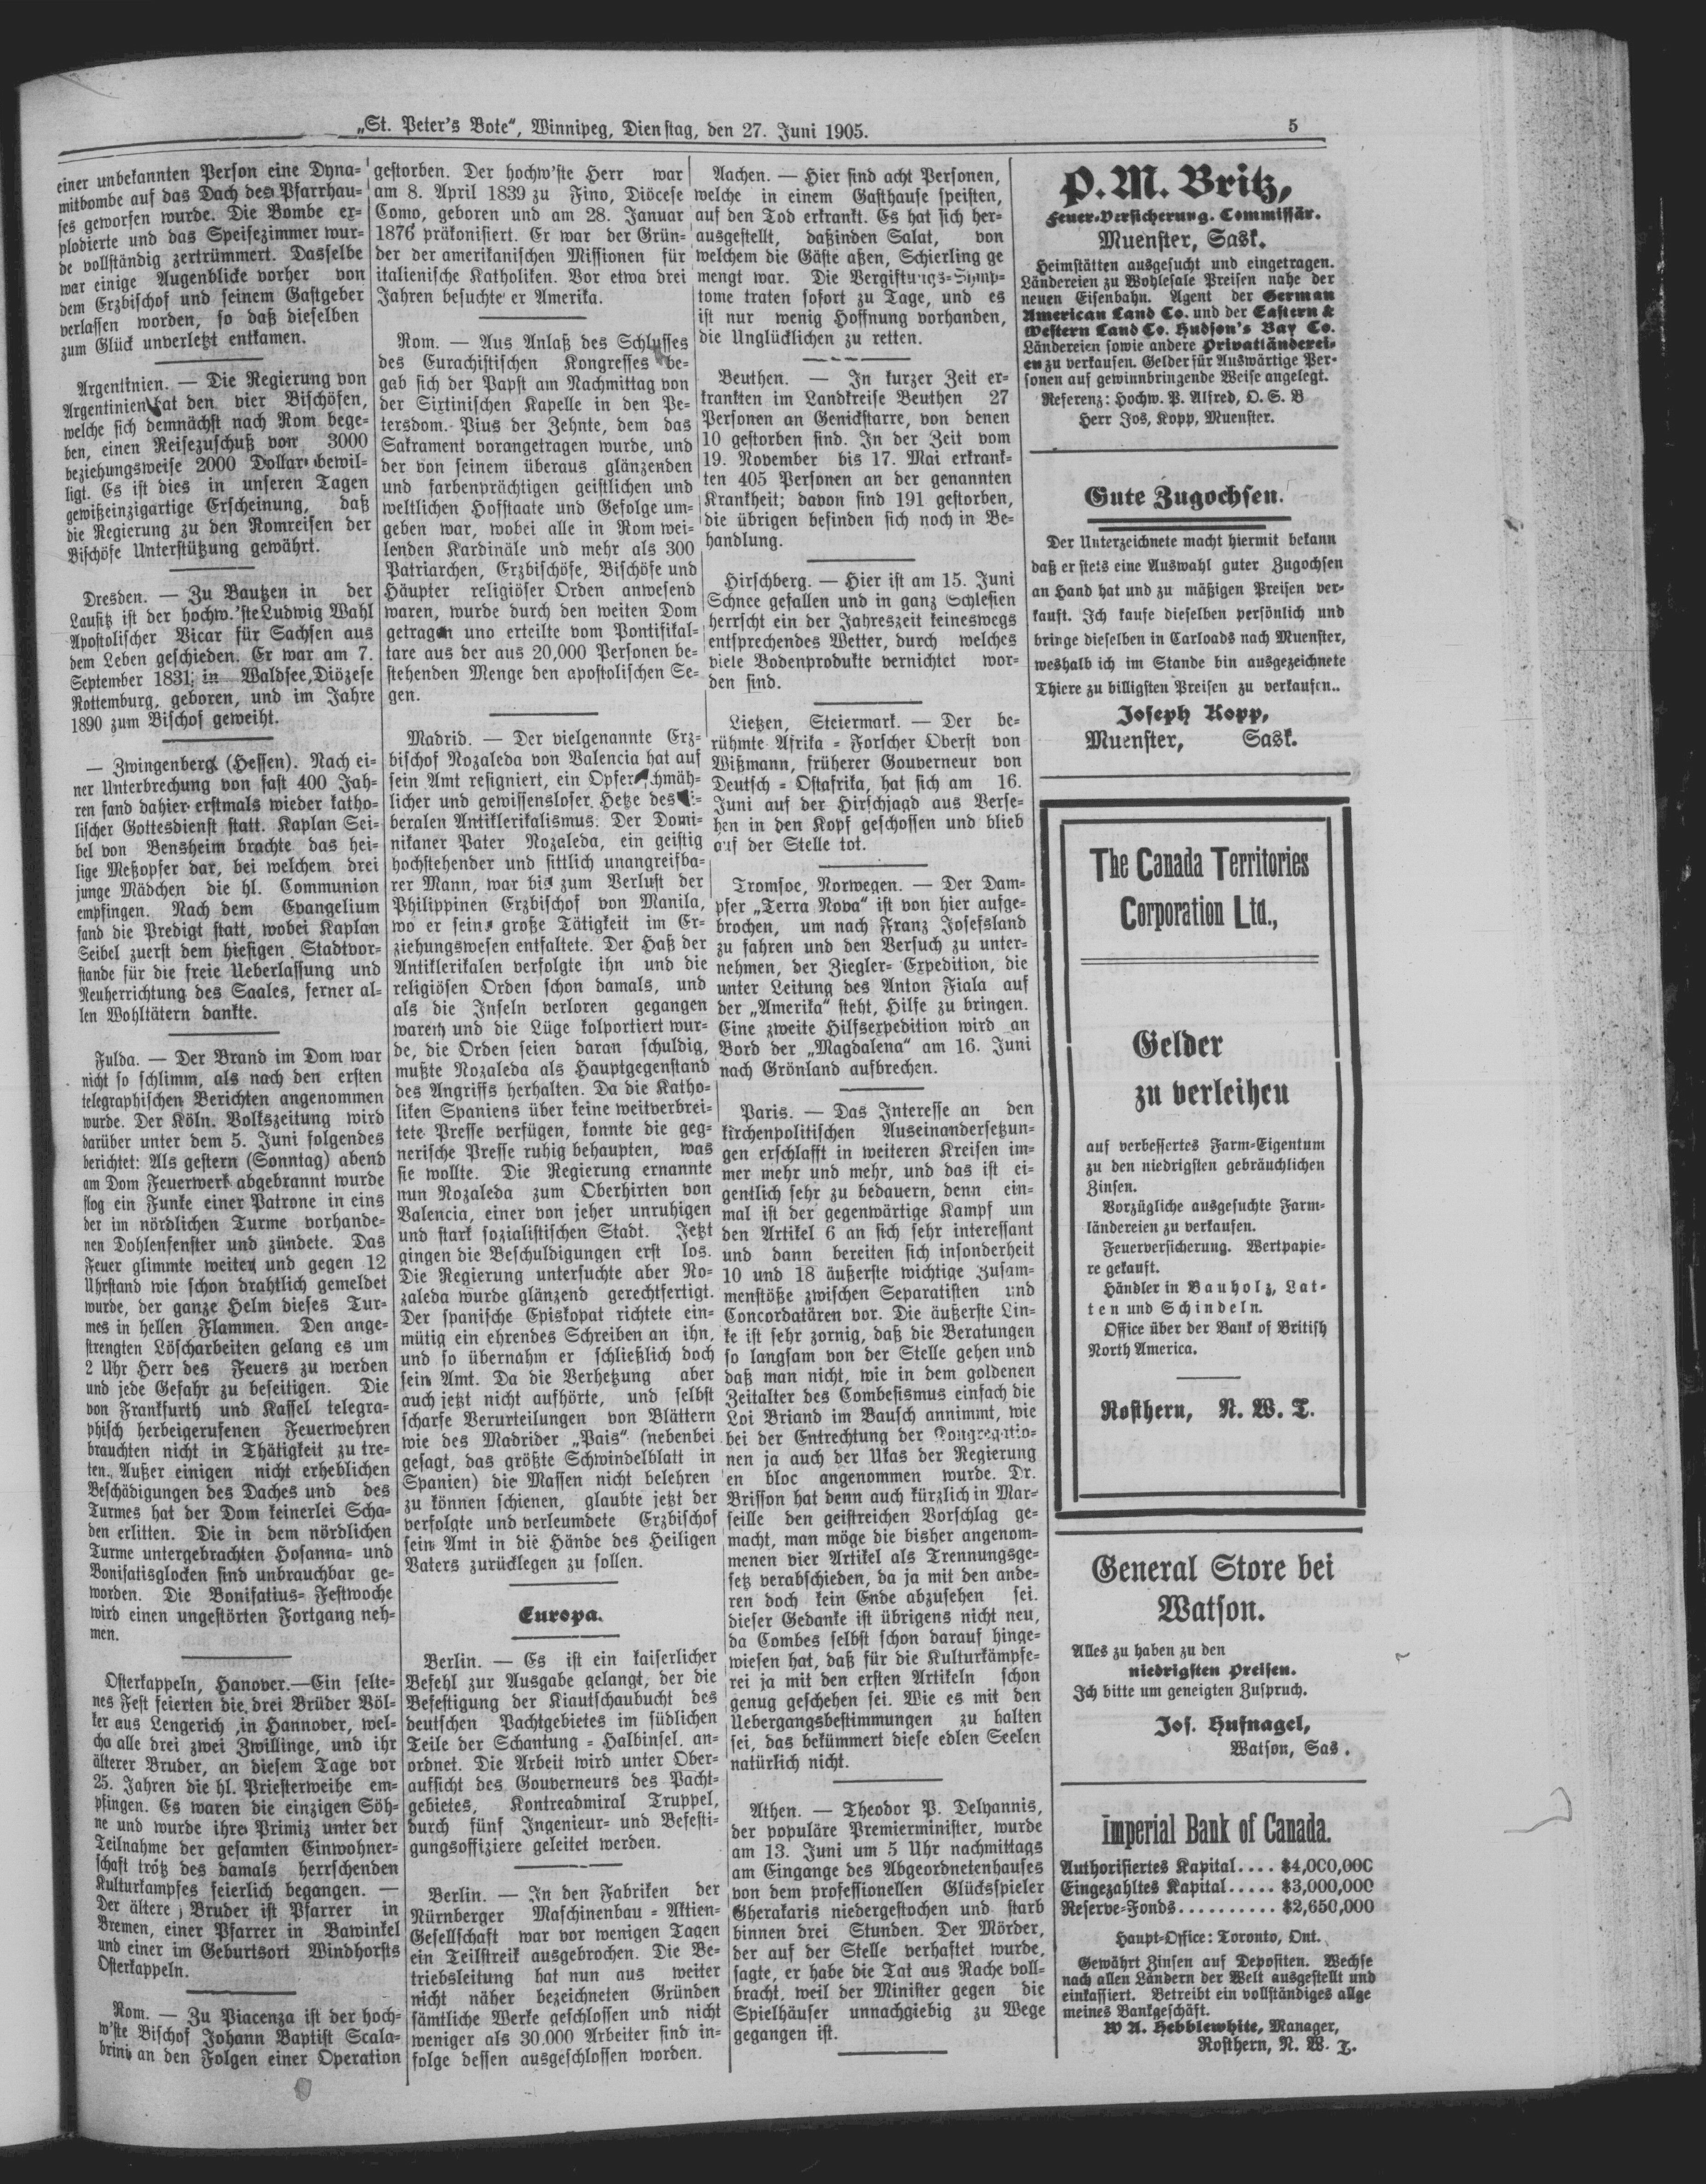 „St. Peter's Bote“, Winnipeg, Dienstag, den 27. Juni 1905.
5
einer unbekannten Person eine Dyna-
mitbombe auf das Dach des Pfarrhau-
ses geworfen wurde. Die Bombe ex-
plodierte und das Speisezimmer wur-
de vollständig zertrümmert. Dasselbe
war einige Augenblicke vorher von
dem Erzbischof und seinem Gastgeber
verlassen worden, so daß dieselben
zum Glück unverletzt entkamen.
Argentinien. — Die Regierung von
Argentinien hat den vier Bischöfen,
welche sich demnächst nach Rom bege-
ben, einen Reisezuschuß von 3000
beziehungsweise 2000 Dollar bewil-
ligt. Es ist dies in unseren Tagen
gewißeinzigartige Erscheinung, daß
die Regierung zu den Romreisen der
Bischöfe Unterstützung gewährt.
Dresden. — Zu Bautzen in der
Lausitz ist der hochw.'ste Ludwig Wahl
Apostolischer Vicar für Sachsen aus
dem Leben geschieden. Er war am 7.
September 1831, in Waldsee, Diözese
Rottemburg, geboren, und im Jahre
1890 zum Bischof geweiht.
— Zwingenberg (Hessen). Nach ei-
ner Unterbrechung von fast 400 Jah-
ren fand dahier erstmals wieder katho-
lischer Gottesdienst statt. Kaplan Sei-
bel von Bensheim brachte das hei-
lige Meßopfer dar, bei welchem drei
junge Mädchen die hl. Communion
empfingen. Nach dem Evangelium
fand die Predigt statt, wobei Kaplan
Seibel zuerst dem hiesigen Stadtvor-
stande für die freie Ueberlassung und
Neuherrichtung des Saales, ferner al-
len Wohltätern dankte.
Fulda. — Der Brand im Dom war
nicht so schlimm, als nach den ersten
telegraphischen Berichten angenommen
wurde. Der Köln. Volkszeitung wird
darüber unter dem 5. Juni folgendes
berichtet: Als gestern (Sonntag) abend
am Dom Feuerwerk abgebrannt wurde
flog ein Funke einer Patrone in eins
der im nördlichen Turme vorhande-
nen Dohlenfenster und zündete. Das
Feuer glimmte weiter und gegen 12
Uhrstand wie schon drahtlich gemeldet
wurde, der ganze Helm dieses Tur-
mes in hellen Flammen. Den ange-
strengten Löscharbeiten gelang es um
2 Uhr Herr des Feuers zu werden
und jede Gefahr zu beseitigen. Die
von Frankfurth und Kassel telegra-
phisch herbeigerufenen Feuerwehren
brauchten nicht in Thätigkeit zu tre-
ten. Außer einigen nicht erheblichen
Beschädigungen des Daches und des
Turmes hat der Dom keinerlei Scha-
den erlitten. Die in dem nördlichen
Turme untergebrachten Hosanna- und
Bonifatisglocken sind unbrauchbar ge-
worden. Die Bonifatius- Festwoche
wird einen ungestörten Fortgang neh-
men.
Osterkappeln, Hanover.—Ein selte-
nes Fest feierten die drei Brüder Völ-
ker aus Lengerich ,in Hannover, wel-
che alle drei zwei Zwillinge, und ihr
älterer Bruder, an diesem Tage vor
25. Jahren die hl. Priesterweihe em-
pfingen. Es waren die einzigen Söh-
ne und wurde ihre Primiz unter der
Teilnahme der gesamten Einwohner-
schaft trotz des damals herrschenden
Kulturkampfes feierlich begangen. —
Der ältere Bruder ist Pfarrer in
Bremen, einer Pfarrer in Bawinkel
und einer im Geburtsort Windhorsts
Osterkappeln.
Rom. — Zu Piacenza ist der hoch-
w'ste Bischof Johann Baptist Scala-
brini an den Folgen einer Operation
gestorben. Der hochw'ste Herr war
am 8. April 1839 zu Fino, Diöcese
Como, geboren und am 28. Januar
1876 präkonisiert. Er war der Grün-
der der amerikanischen Missionen für
italienische Katholiken. Vor etwa drei
Jahren besuchte er Amerika.
Rom. — Aus Anlaß des Schlusses
des Eurachistischen Kongresses be-
gab sich der Papst am Nachmittag von
der Sixtinischen Kapelle in den Pe-
tersdom. Pius der Zehnte, dem das
Sakrament vorangetragen wurde, und
der von seinem überaus glänzenden
und farbenprächtigen geistlichen und
weltlichen Hofstaate und Gefolge um-
geben war, wobei alle in Rom wei-
lenden Kardinäle und mehr als 300
Patriarchen, Erzbischöfe, Bischöfe und
Häupter religiöser Orden anwesend
waren, wurde durch den weiten Dom
getragen uno erteilte vom Pontifikal-
tare aus der aus 20,000 Personen be-
stehenden Menge den apostolischen Se-
gen.
Madrid. — Der vielgenannte Erz-
bischof Nozaleda von Valencia hat auf
sein Amt resigniert, ein Opfer schmäh-
licher und gewissensloser Hetze des li-
beralen Antiklerikalismus. Der Domi-
nikaner Pater Nozaleda, ein geistig
hochstehender und sittlich unangreifba-
rer Mann, war bis zum Verlust der
Philippinen Erzbischof von Manila,
wo er seine große Tätigkeit im Er-
ziehungswesen entfaltete. Der Haß der
Antiklerikalen verfolgte ihn und die
religiösen Orden schon damals, und
als die Inseln verloren gegangen
waren und die Lüge kolportiert wur-
de, die Orden seien daran schuldig,
mußte Nozaleda als Hauptgegenstand
des Angriffs herhalten. Da die Katho-
liken Spaniens über keine weitverbrei-
tete Presse verfügen, konnte die geg-
nerische Presse ruhig behaupten, was
sie wollte. Die Regierung ernannte
nun Nozaleda zum Oberhirten von
Valencia, einer von jeher unruhigen
und stark sozialistischen Stadt. Jetzt
gingen die Beschuldigungen erst los.
Die Regierung untersuchte aber No-
zaleda wurde glänzend gerechtfertigt.
Der spanische Episkopat richtete ein-
mütig ein ehrendes Schreiben an ihn,
und so übernahm er schließlich doch
sein Amt. Da die Verhetzung aber
auch jetzt nicht aufhörte, und selbst
scharfe Verurteilungen von Blättern
wie des Madrider „Pais“ (nebenbei
gesagt, das größte Schwindelblatt in
Spanien) die Massen nicht belehren
zu können schienen, glaubte jetzt der
verfolgte und verleumdete Erzbischof
sein Amt in die Hände des Heiligen
Vaters zurücklegen zu sollen.
Europa.
Berlin. — Es ist ein kaiserlicher
Befehl zur Ausgabe gelangt, der die
Befestigung der Kiautschaubucht des
deutschen Pachtgebietes im südlichen
Teile der Schantung - Halbinsel an-
ordnet. Die Arbeit wird unter Ober-
aufsicht des Gouverneurs des Pacht-
gebietes, Kontreadmiral Truppel,
durch fünf Ingenieur- und Befesti-
gungsoffiziere geleitet werden.
Berlin. — In den Fabriken der
Nürnberger Maschinenbau - Aktien-
Gesellschaft war vor wenigen Tagen
ein Teilstreik ausgebrochen. Die Be-
triebsleitung hat nun aus weiter
nicht näher bezeichneten Gründen
sämtliche Werke geschlossen und nicht
weniger als 30,000 Arbeiter sind in-
folge dessen ausgeschlossen worden.
Aachen. — Hier sind acht Personen,
welche in einem Gasthause speisten,
auf den Tod erkrankt. Es hat sich her-
ausgestellt, daßinden Salat, von
welchem die Gäste aßen, Schierling ge
mengt war. Die Vergiftungs-Symp-
tome traten sofort zu Tage, und es
ist nur wenig Hoffnung vorhanden,
die Unglücklichen zu retten.
Beuthen. — In kurzer Zeit er-
krankten im Landkreise Beuthen 27
Personen an Genickstarre, von denen
10 gestorben sind. In der Zeit vom
19. November bis 17. Mai erkrank-
ten 405 Personen an der genannten
Krankheit; davon sind 191 gestorben,
die übrigen befinden sich noch in Be-
handlung.
Hirschberg. — Hier ist am 15. Juni
Schnee gefallen und in ganz Schlesien
herrscht ein der Jahreszeit keineswegs
entsprechendes Wetter, durch welches
viele Bodenprodukte vernichtet wor-
den sind.
Lietzen, Steiermark. — Der be-
rühmte Afrika - Forscher Oberst von
Wißmann, früherer Gouverneur von
Deutsch - Ostafrika, hat sich am 16.
Juni auf der Hirschjagd aus Verse-
hen in den Kopf geschossen und blieb
auf der Stelle tot.
Tromsoe, Norwegen. — Der Dam-
pfer „Terra Nova“ ist von hier aufge-
brochen, um nach Franz Josefsland
zu fahren und den Versuch zu unter-
nehmen, der Ziegler- Expedition, die
unter Leitung des Anton Fiala auf
der „Amerika“ steht, Hilfe zu bringen.
Eine zweite Hilfsexpedition wird an
Bord der „Magdalena“ am 16. Juni
nach Grönland aufbrechen.
Paris. — Das Interesse an den
kirchenpolitischen Auseinandersetzun-
gen erschlafft in weiteren Kreisen im-
mer mehr und mehr, und das ist ei-
gentlich sehr zu bedauern, denn ein-
mal ist der gegenwärtige Kampf um
den Artikel 6 an sich sehr interessant
und dann bereiten sich insonderheit
10 und 18 äußerste wichtige Zusam-
menstöße zwischen Separatisten und
Concordatären vor. Die äußerste Lin-
ke ist sehr zornig, daß die Beratungen
so langsam von der Stelle gehen und
daß man nicht, wie in dem goldenen
Zeitalter des Combesismus einfach die
Loi Briand im Bausch annimmt, wie
bei der Entrechtung der Congregatio-
nen ja auch der Ukas der Regierung
en bloc angenommen wurde. Dr.
Brisson hat denn auch kürzlich in Mar-
seille den geistreichen Vorschlag ge-
macht, man möge die bisher angenom-
menen vier Artikel als Trennungsge-
setz verabschieden, da ja mit den ande-
ren doch kein Ende abzusehen sei.
dieser Gedanke ist übrigens nicht neu,
da Combes selbst schon darauf hinge-
wiesen hat, daß für die Kulturkämpfe-
rei ja mit den ersten Artikeln schon
genug geschehen sei. Wie es mit den
Uebergangsbestimmungen zu halten
sei, das bekümmert diese edlen Seelen
natürlich nicht.
Athen. — Theodor P. Delyannis,
der populäre Premierminister, wurde
am 13. Juni um 5 Uhr nachmittags
am Eingange des Abgeordnetenhauses
von dem professionellen Glücksspieler
Gherakaris niedergestochen und starb
binnen drei Stunden. Der Mörder,
der auf der Stelle verhaftet wurde,
sagte, er habe die Tat aus Rache voll-
bracht, weil der Minister gegen die
Spielhäuser unnachgiebig zu Wege
gegangen ist.
P. M. Britz,
Feuer-Versicherung. Commissär.
Muenster, Sask.
Heimstätten ausgesucht und eingetragen.
Ländereien zu Wohlesale Preisen nahe der
neuen Eisenbahn. Agent der German
American Land Co. und der Eastern &
Western Land Co. Hudson's Bay Co.
Ländereien sowie andere Privatländerei-
en zu verkaufen. Gelder für Auswärtige Per-
sonen auf gewinnbringende Weise angelegt.
Referenz: Hochw. P. Alfred, O. S. B
Herr Jos, Kopp, Muenster.
Gute Zugochsen.
Der Unterzeichnete macht hiermit bekann
daß er stets eine Auswahl guter Zugochsen
an Hand hat und zu mäßigen Preisen ver-
kauft. Ich kaufe dieselben persönlich und
bringe dieselben in Carloads nach Muenster,
weshalb ich im Stande bin ausgezeichnete
Thiere zu billigsten Preisen zu verkaufen..
Joseph Kopp,
Muenster, Sask.
The Canada Territories
Corporation Ltd.,
Gelder
zu verleihen
auf verbessertes Farm-Eigentum
zu den niedrigsten gebräuchlichen
Zinsen.
Vorzügliche ausgesuchte Farm-
ländereien zu verkaufen.
Feuerversicherung. Wertpapie-
re gekauft.
Händler in Bauholz, Lat-
ten und Schindeln.
Office über der Bank of British
North America.
Rosthern, N. W. T.
General Store bei
Watson.
Alles zu haben zu den
niedrigsten Preisen.
Ich bitte um geneigten Zuspruch.
Jos. Hufnagel,
Watson, Sas .
Imperial Bank of Canada.
Authorisiertes Kapital.... $4,000,000
Eingezahltes Kapital..... $3,000,000
Reserve-Fonds.......... $2,650,000
Haupt-Office: Toronto, Ont.
Gewährt Zinsen auf Depositen. Wechse
nach allen Ländern der Welt ausgestellt und
einkassiert. Betreibt ein vollständiges allge
meines Bankgeschäft.
W A. Hebblewhite, Manager,
Rosthern, N. W. T.